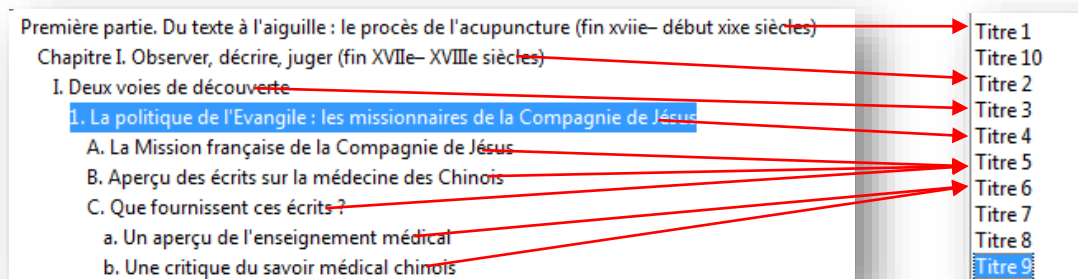 Première partie. Du texte à l'aiguille : le procès de l'acupuncture (fin xviie– début xixe siècles)
Chapitre I. Observer, décrire, juger (fin XVIIe– XVIIIe siècles)
I. Deux voies de découverte
1. La politique de l'Evangile : les missionnaires de la Compagnie de Jésus
A. La Mission française de la Compagnie de Jésus
B. Aperçu des écrits sur la médecine des Chinois
C. Que fournissent ces écrits ?
a. Un aperçu de l'enseignement médical
b. Une critique du savoir médical chinois
Titre 1
Titre 10
Titre 2
Titre 3
Titre 4
Titre 5
Titre 6
Titre 7
Titre 8
Titre 9